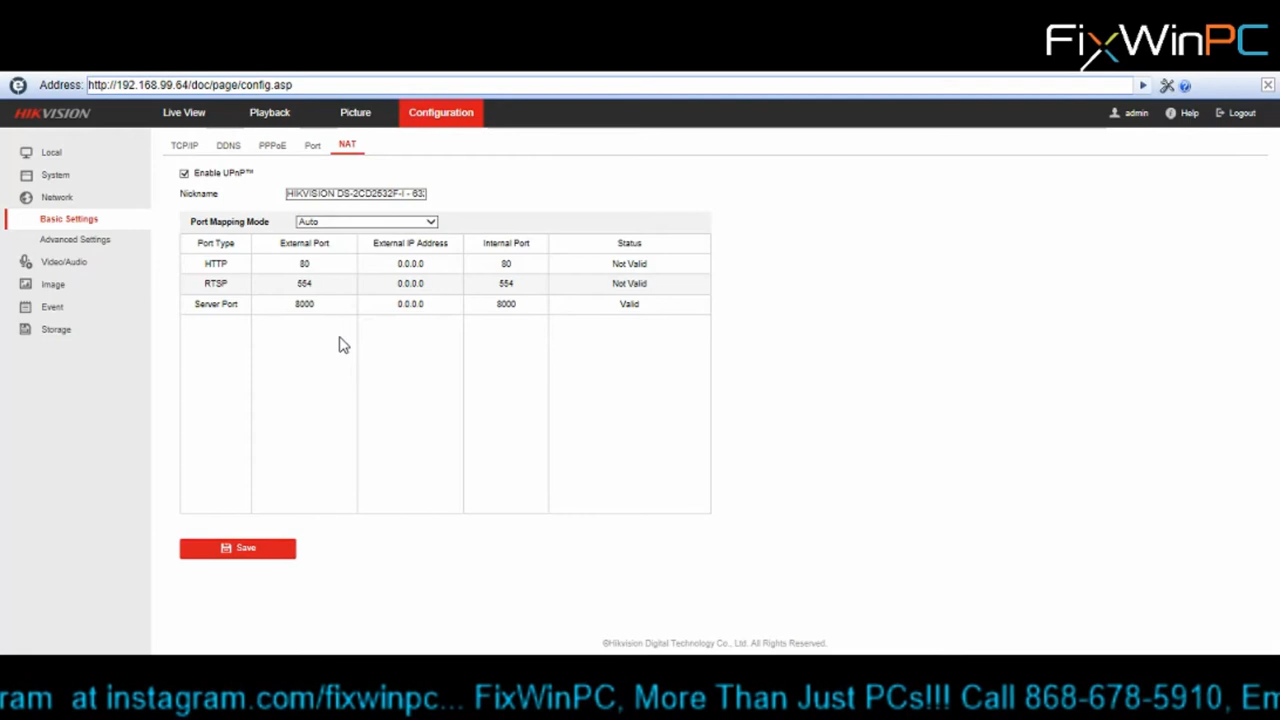 FixWinPC
Address: http://192.168.99.64/doc/page/config.asp
HIKVISION Live View Playback Picture Configuration admin Help Logout
Local
System
Network
Basic Settings
Advanced Settings
Video/Audio
Image
Event
Storage
TCP/IP DDNS PPPoE Port NAT
Enable UPnP™
Nickname HIKVISION DS-2CD2532F-I - 63
Port Mapping Mode Auto
Port Type External Port External IP Address Internal Port Status
HTTP 80 0.0.0.0 80 Not Valid
RTSP 554 0.0.0.0 554 Not Valid
Server Port 8000 0.0.0.0 8000 Valid
Save
©Hikvision Digital Technology Co., Ltd. All Rights Reserved.
ram at instagram.com/fixwinpc... FixWinPC, More Than Just PCs!!! Call 868-678-5910, Em